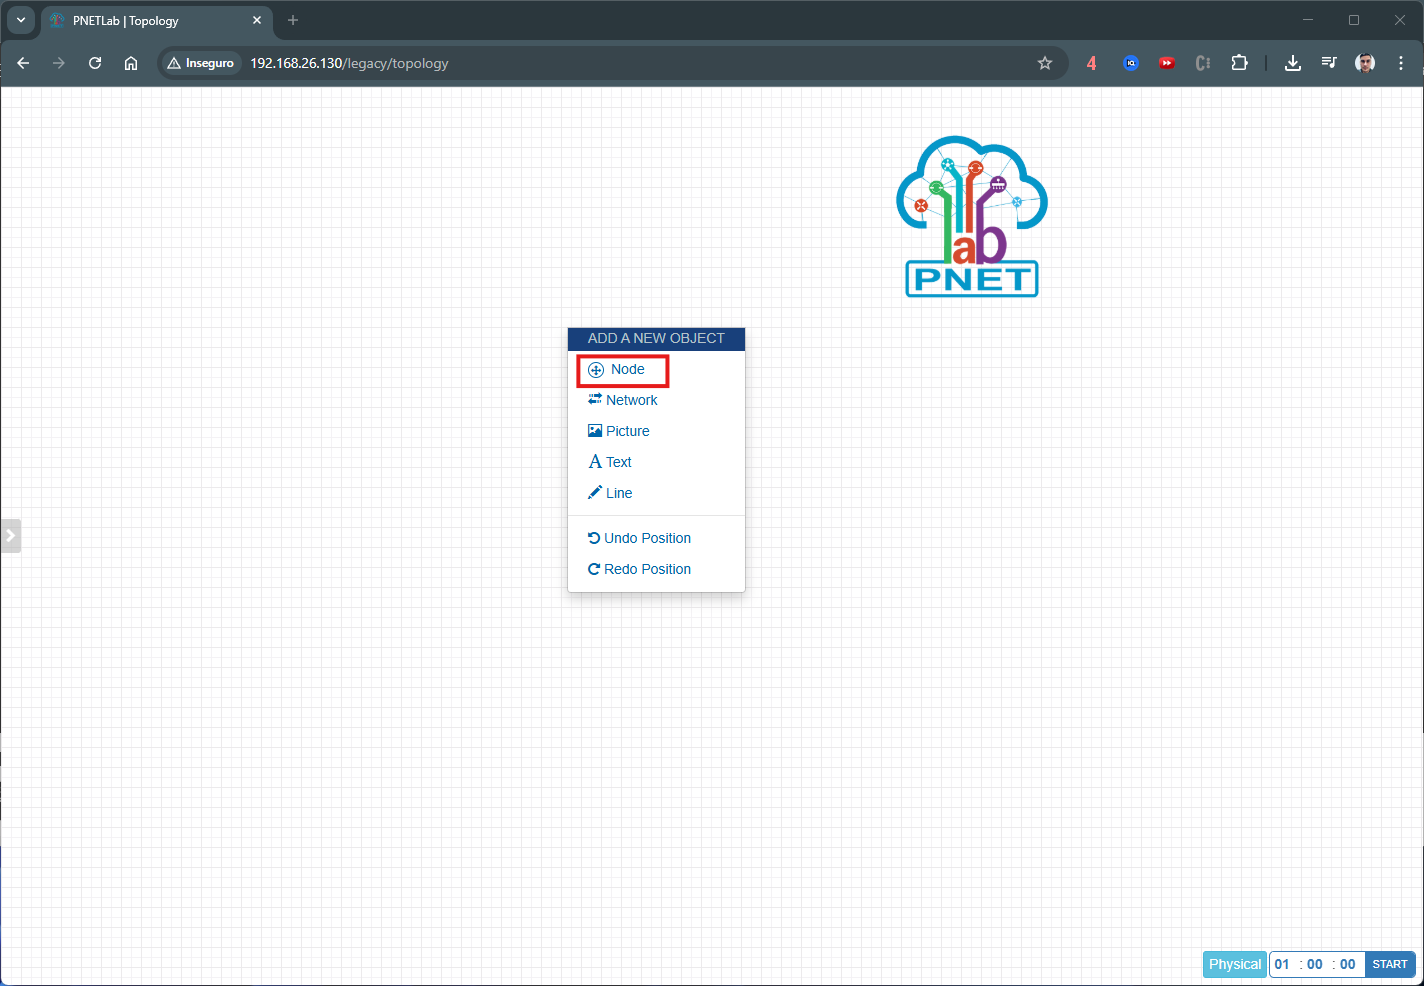 PNETLab | Topology
Inseguro
192.168.26.130/legacy/topology
4
lab
PNET
ADD A NEW OBJECT
Node
Network
Picture
Text
Line
Undo Position
Redo Position
Physical
01 : 00 : 00
START